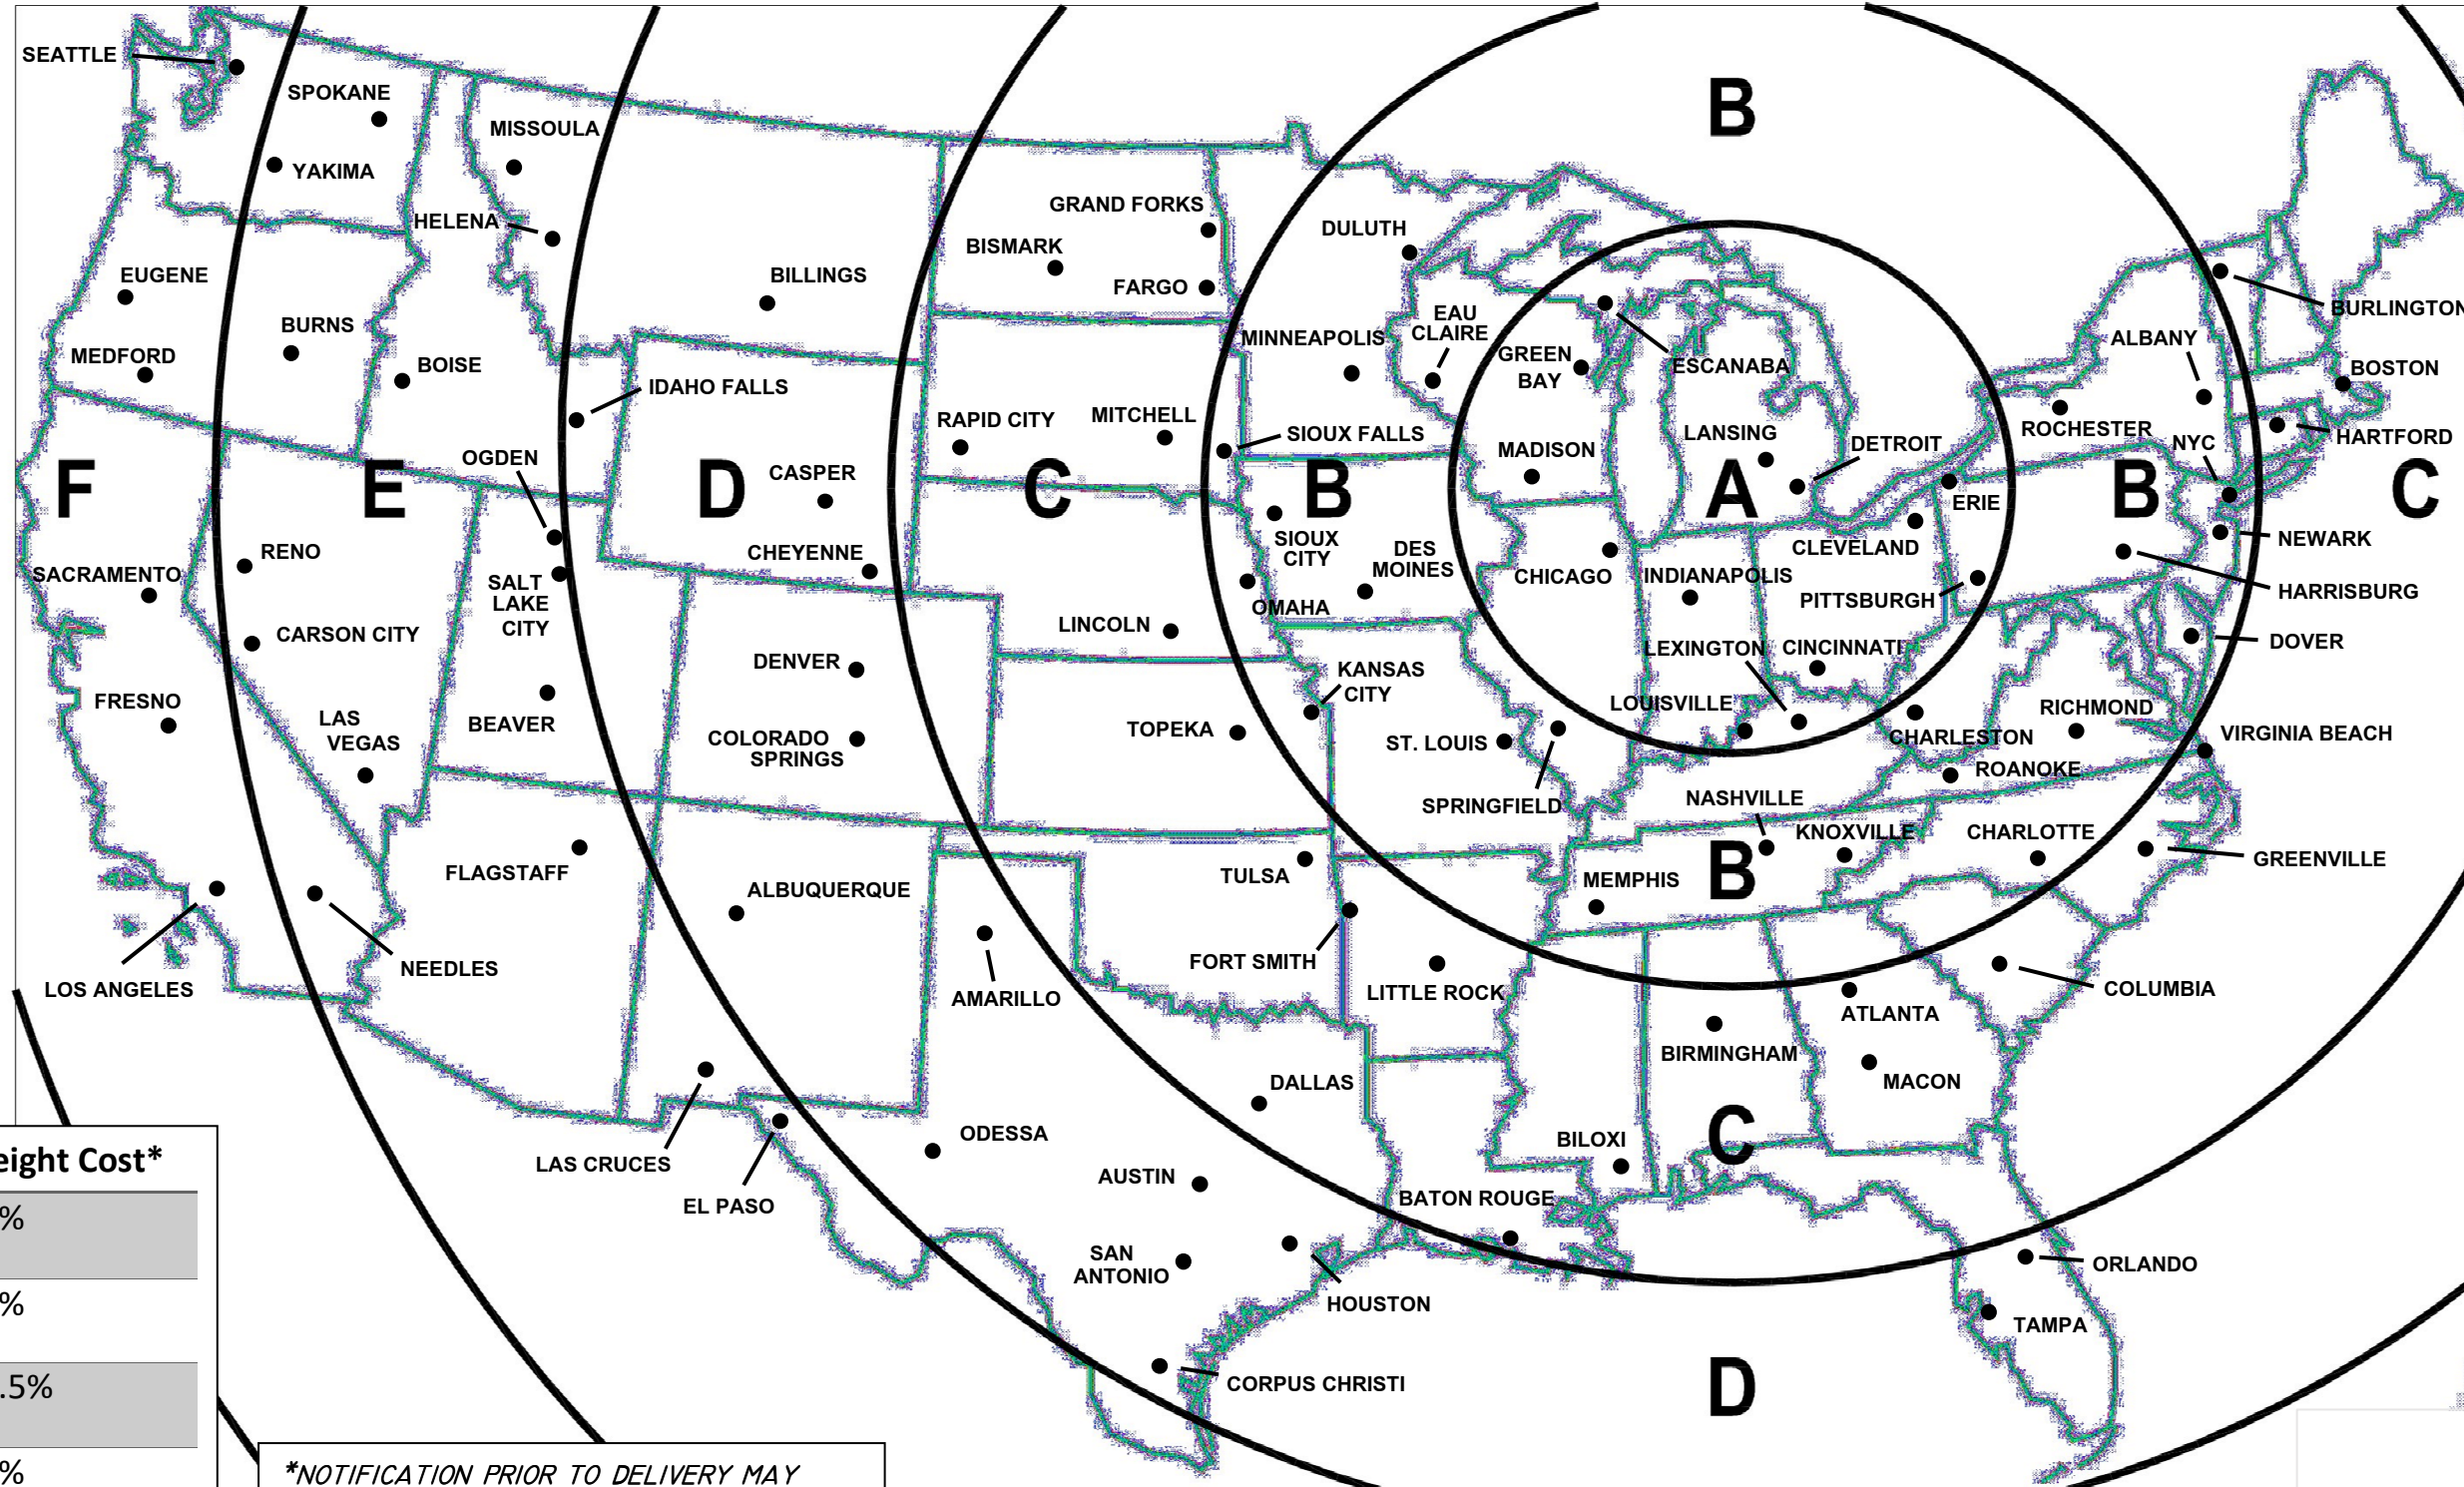 B
SEATTLE
SPOKANE
MISSOULA
YAKIMA
HELENA
GRAND FORKS
DULUTH
BISMARK
EUGENE
BILLINGS
FARGO
BURLINGTON
EAU
CLAIRE
BURNS
MINNEAPOLIS
ALBANY
MEDFORD
BOISE
GREEN
BAY
ESCANABA
BOSTON
IDAHO FALLS
RAPID CITY
MITCHELL
SIOUX FALLS
LANSING
DETROIT
ROCHESTER
NYC
HARTFORD
MADISON
OGDEN
CASPER
F
E
D
C
B
A
B
C
ERIE
SIOUX
CITY
DES
MOINES
CLEVELAND
NEWARK
RENO
CHEYENNE
SACRAMENTO
SALT
LAKE
CITY
CHICAGO
INDIANAPOLIS
HARRISBURG
OMAHA
PITTSBURGH
LINCOLN
CARSON CITY
DOVER
DENVER
LEXINGTON
CINCINNATI
KANSAS
CITY
FRESNO
LAS
VEGAS
BEAVER
LOUISVILLE
RICHMOND
TOPEKA
COLORADO
SPRINGS
ST. LOUIS
CHARLESTON
VIRGINIA BEACH
ROANOKE
SPRINGFIELD
NASHVILLE
KNOXVILLE
CHARLOTTE
FLAGSTAFF
TULSA
B
GREENVILLE
ALBUQUERQUE
MEMPHIS
NEEDLES
FORT SMITH
LOS ANGELES
AMARILLO
LITTLE ROCK
COLUMBIA
ATLANTA
BIRMINGHAM
DALLAS
MACON
ODESSA
C
BILOXI
LAS CRUCES
AUSTIN
EL PASO
BATON ROUGE
SAN
ANTONIO
ORLANDO
HOUSTON
TAMPA
CORPUS CHRISTI
D
eight Cost*
%
%
.5%
%
*NOTIFICATION PRIOR TO DELIVERY MAY